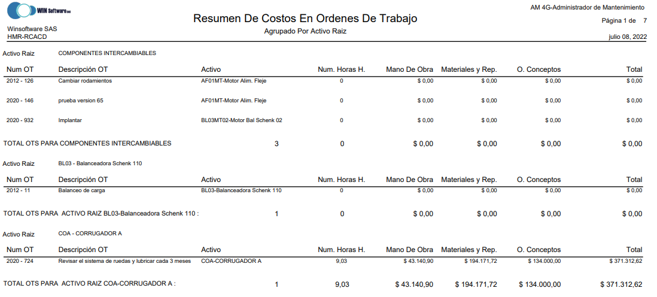 WIN Software SAS
AM 4G-Administrador de Mantenimiento
Resumen De Costos En Ordenes De Trabajo
Página 1 de 7
Winsoftware SAS
Agrupado Por Activo Raiz
HMR-RCACD
julio 08, 2022
Activo Raiz COMPONENTES INTERCAMBIABLES
Num OT Descripción OT Activo Num. Horas H. Mano De Obra Materiales y Rep. O. Conceptos Total
2012 - 126 Cambiar rodamientos AF01MT-Motor Alim. Fleje 0 $ 0,00 $ 0,00 $ 0,00 $ 0,00
2020 - 146 prueba version 65 AF01MT-Motor Alim. Fleje 0 $ 0,00 $ 0,00 $ 0,00 $ 0,00
2020 - 932 Implantar BL03MT02-Motor Bal Schenk 02 0 $ 0,00 $ 0,00 $ 0,00 $ 0,00
TOTAL OTS PARA COMPONENTES INTERCAMBIABLES 3 0 $ 0,00 $ 0,00 $ 0,00 $ 0,00
Activo Raiz BL03 - Balanceadora Schenk 110
Num OT Descripción OT Activo Num. Horas H. Mano De Obra Materiales y Rep. O. Conceptos Total
2012 - 11 Balanceo de carga BL03-Balanceadora Schenk 110 0 $ 0,00 $ 0,00 $ 0,00 $ 0,00
TOTAL OTS PARA ACTIVO RAIZ BL03-Balanceadora Schenk 110 : 1 0 $ 0,00 $ 0,00 $ 0,00 $ 0,00
Activo Raiz COA - CORRUGADOR A
Num OT Descripción OT Activo Num. Horas H. Mano De Obra Materiales y Rep. O. Conceptos Total
2020 - 724 Revisar el sistema de ruedas y lubricar cada 3 meses COA-CORRUGADOR A 9,03 $ 43.140,90 $ 194.171,72 $ 134.000,00 $ 371.312,62
TOTAL OTS PARA ACTIVO RAIZ COA-CORRUGADOR A : 1 9,03 $ 43.140,90 $ 194.171,72 $ 134.000,00 $ 371.312,62